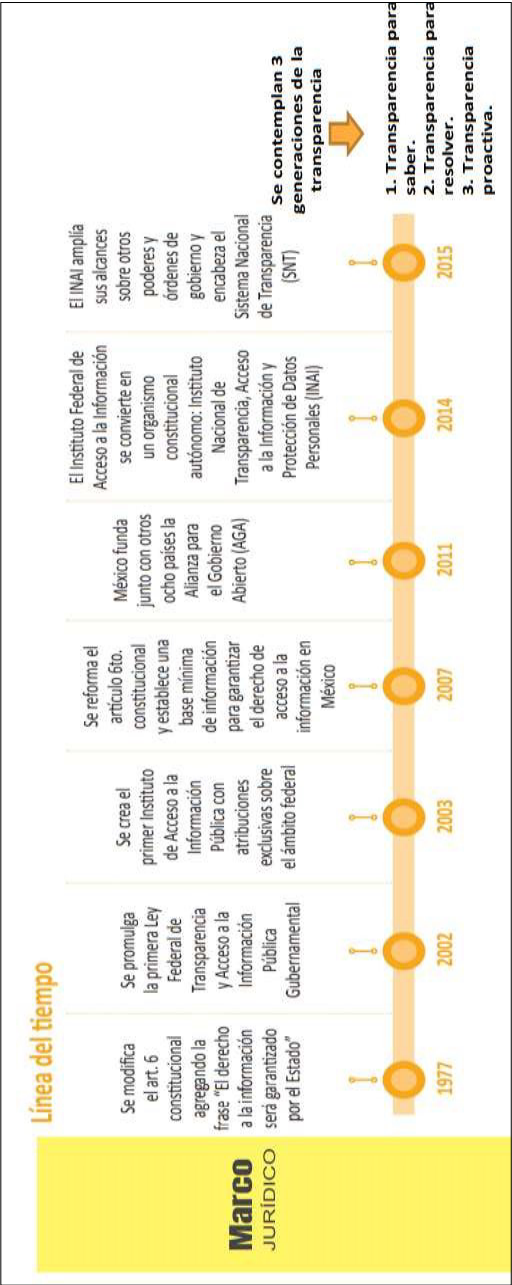 Marco
JURÍDICO
Línea del tiempo
Se modifica
el art. 6
constitucional
agregando la
frase “El derecho
a la información
será garantizado
por el Estado”
1977
Se promulga
la primera Ley
Federal de
Transparencia
y Acceso a la
Información
Pública
Gubernamental
2002
Se crea el
primer Instituto
de Acceso a la
Información
Pública con
atribuciones
exclusivas sobre
el ámbito federal
2003
Se reforma el
artículo 6to.
constitucional
y establece una
base mínima
de información
para garantizar
el derecho de
acceso a la
información en
México
2007
México funda
junto con otros
ocho países la
Alianza para
el Gobierno
Abierto (AGA)
2011
El Instituto Federal de
Acceso a la Información
se convierte en
un organismo
constitucional
autónomo: Instituto
Nacional de
Transparencia, Acceso
a la Información y
Protección de Datos
Personales (INAI)
2014
El INAI amplía
sus alcances
sobre otros
poderes y
órdenes de
gobierno y
encabeza el
Sistema Nacional
de Transparencia
(SNT)
2015
Se contemplan 3
generaciones de la
transparencia
1. Transparencia para
saber.
2. Transparencia para
resolver.
3. Transparencia
proactiva.